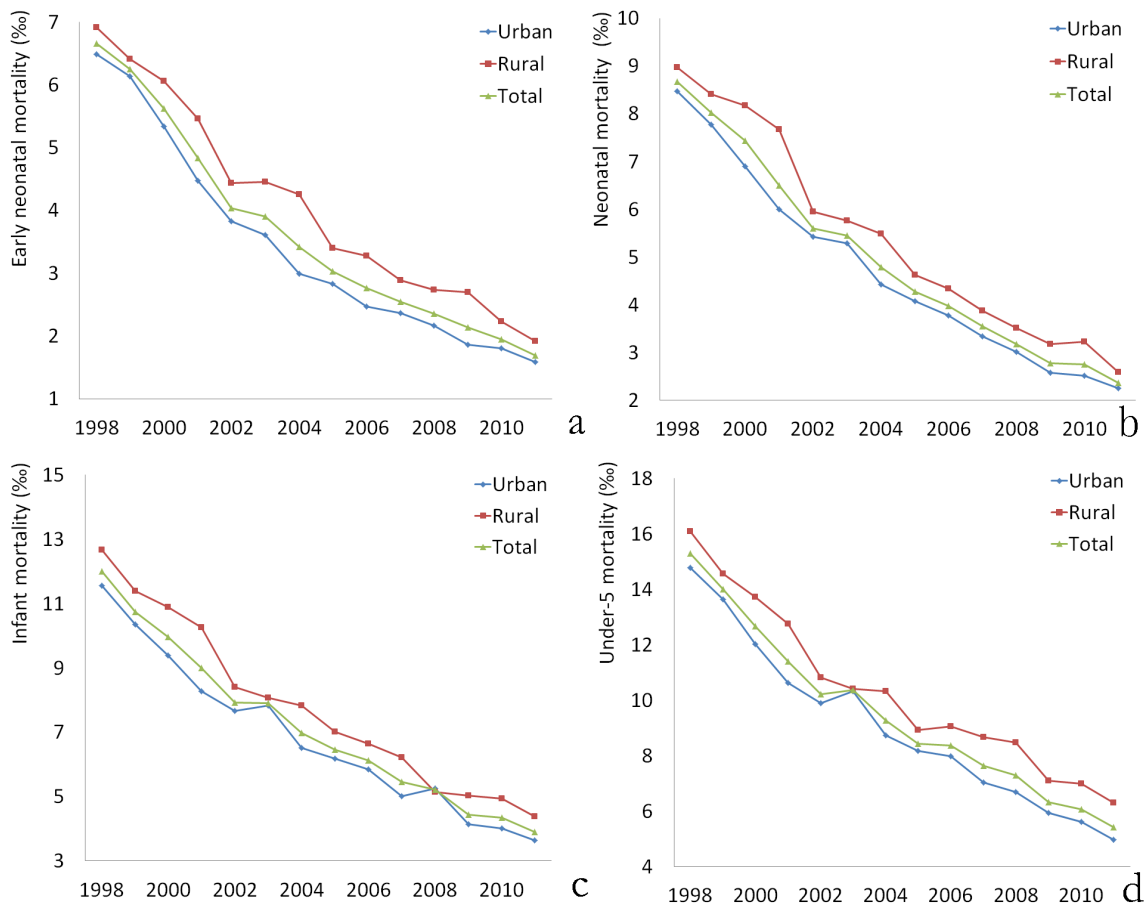 Early neonatal mortality (‰)
7
6
5
4
3
2
1
1998 2000 2002 2004 2006 2008 2010
Urban
Rural
Total
a
Neonatal mortality (‰)
10
9
8
7
6
5
4
3
2
1998 2000 2002 2004 2006 2008 2010
Urban
Rural
Total
b
Infant mortality (‰)
15
13
11
9
7
5
3
1998 2000 2002 2004 2006 2008 2010
Urban
Rural
Total
c
Under-5 mortality (‰)
18
16
14
12
10
8
6
4
1998 2000 2002 2004 2006 2008 2010
Urban
Rural
Total
d